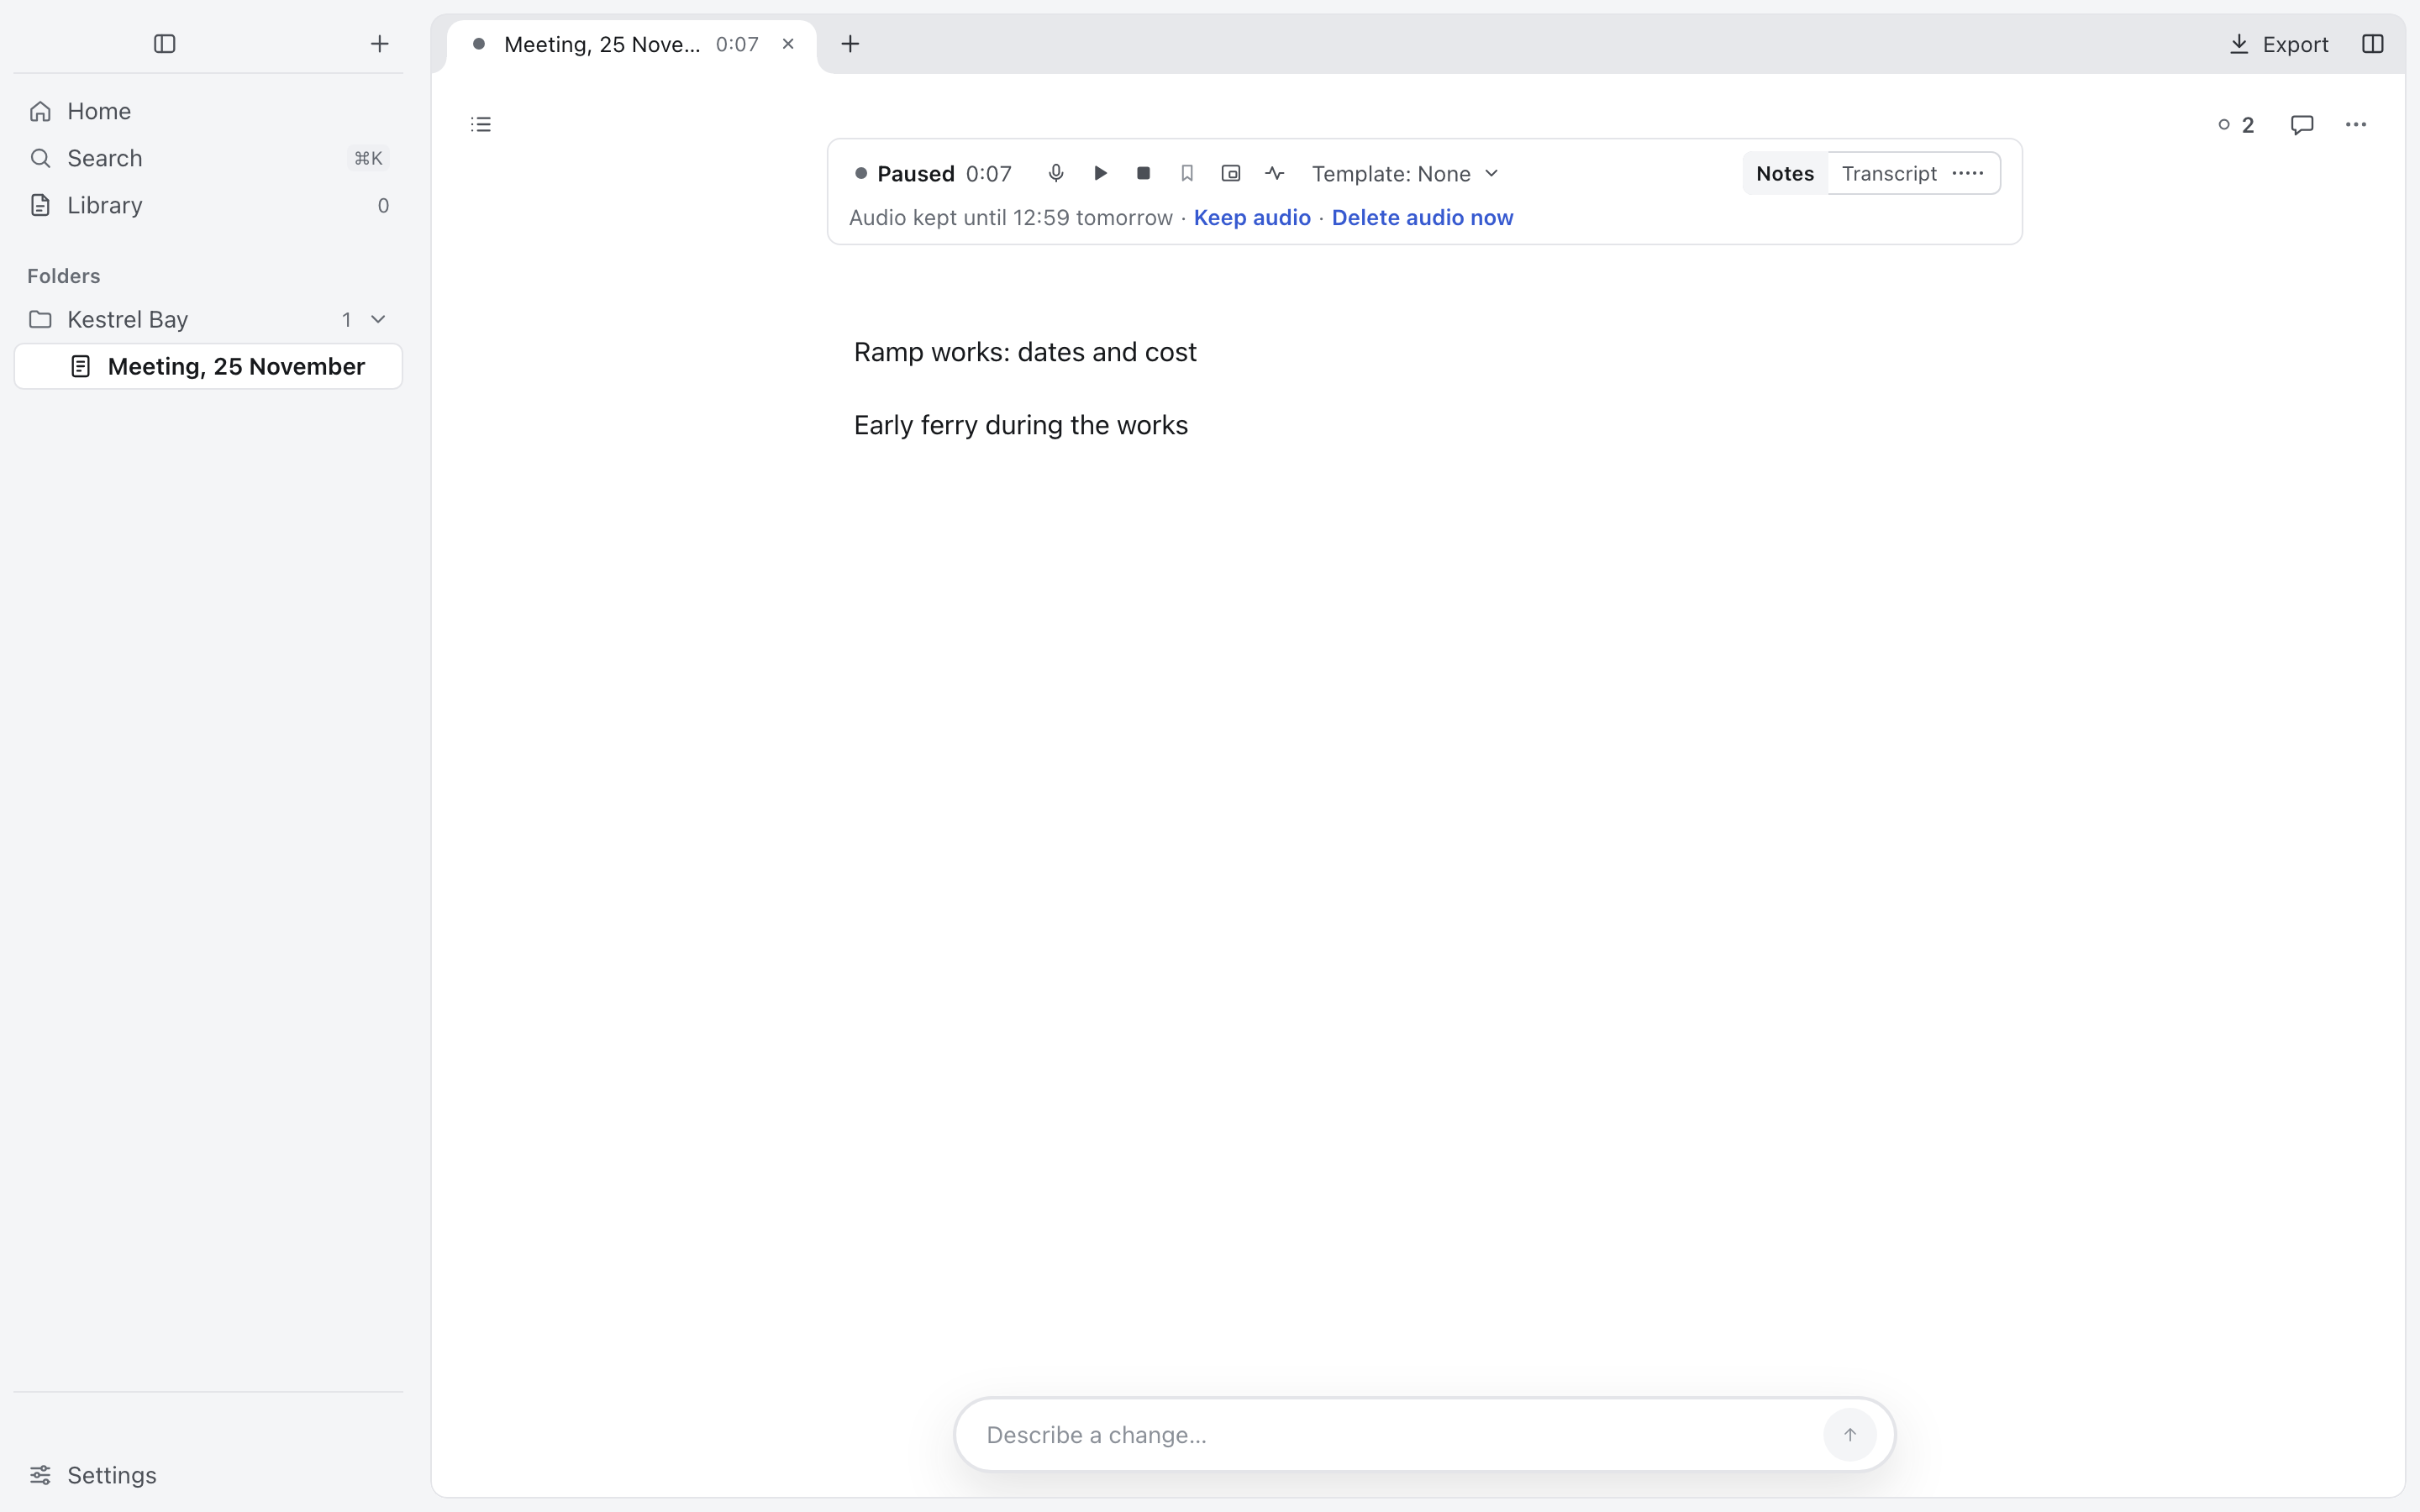 Meeting, 25 Nove... 0:07
Export
Home
Search ⌘K
Library 0
Folders
Kestrel Bay 1
Meeting, 25 November
Settings
2
Paused 0:07 Template: None Notes Transcript
Audio kept until 12:59 tomorrow · Keep audio · Delete audio now
Ramp works: dates and cost
Early ferry during the works
Describe a change...